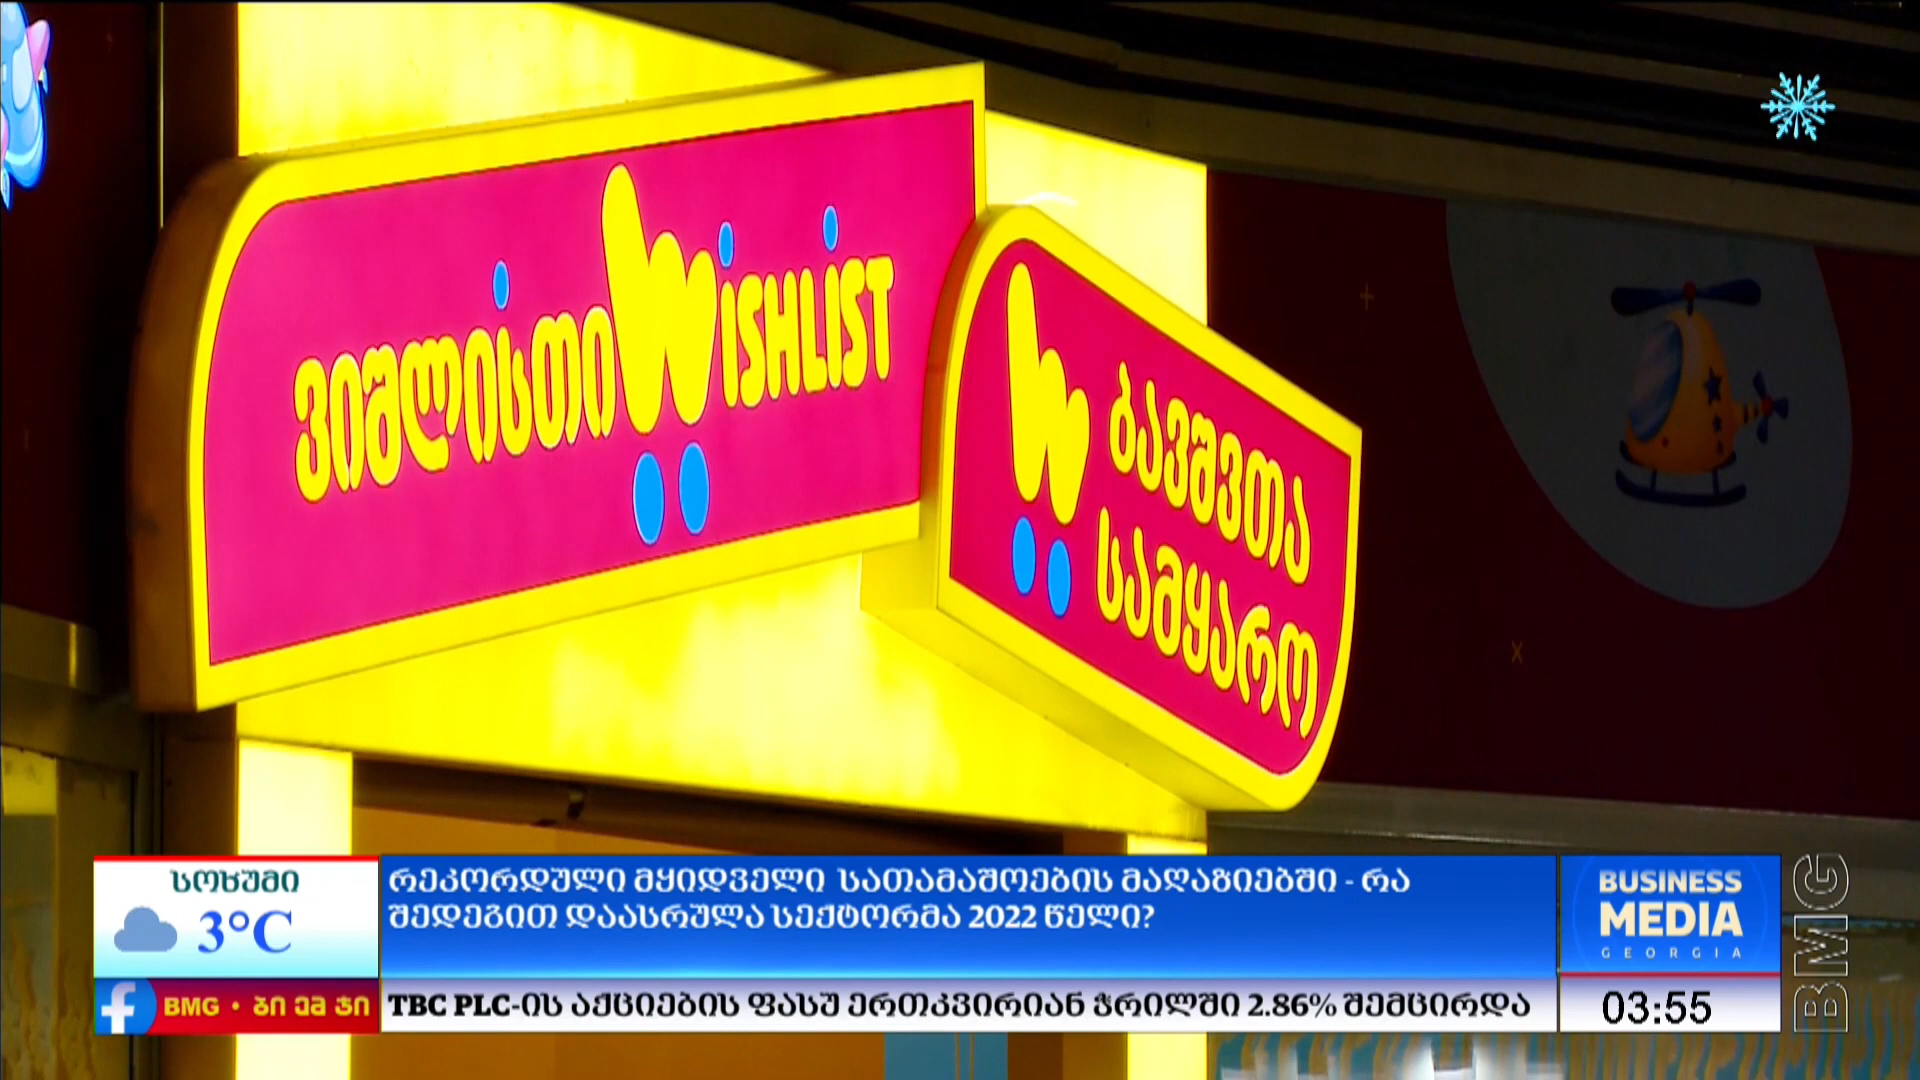 ვიშლისთი WISHLIST
ბავშვთა
სამყარო
სოხუმი
3°C
რეკორდული მყიდველი სათამაშოების მაღაზიებში - რა
შედეგით დაასრულა სექტორმა 2022 წელი?
BUSINESS
MEDIA
GEORGIA
BMG • ბი ემ ჯი
TBC PLC-ის აქციების ფასუ ერთკვირიან ჭრილში 2.86% შემცირდა
03:55
BMG